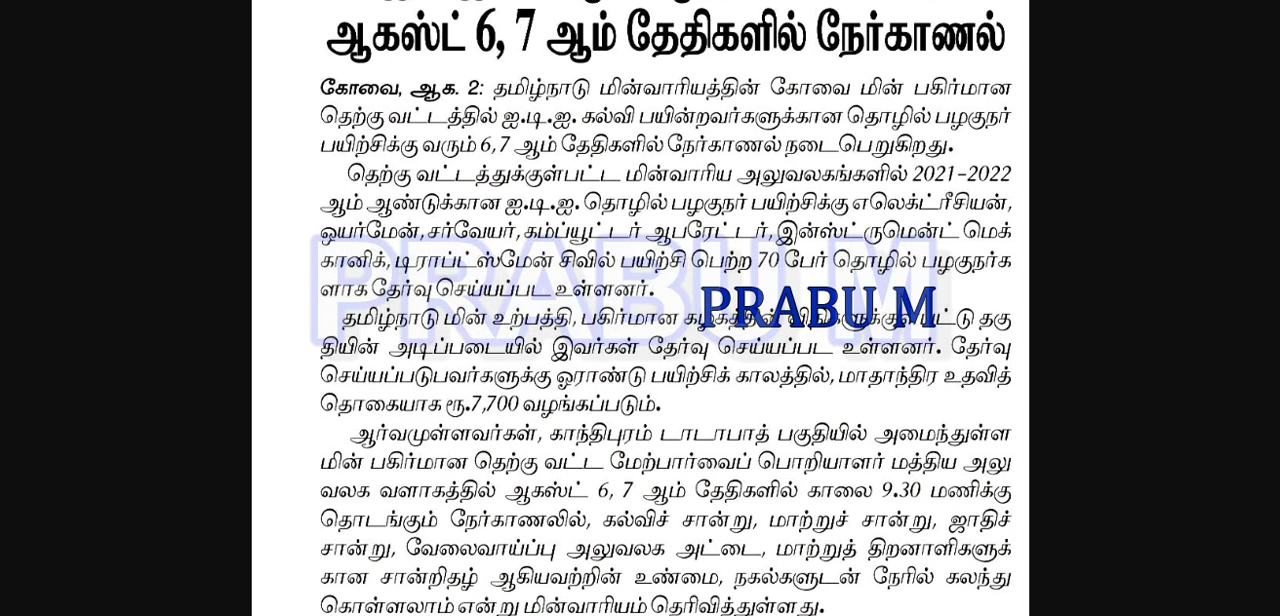 ஆகஸ்ட் 6, 7 ஆம் தேதிகளில் நேர்காணல்
கோவை, ஆக. 2: தமிழ்நாடு மின்வாரியத்தின் கோவை மின் பகிர்மான
தெற்கு வட்டத்தில் ஐ.டி.ஐ. கல்வி பயின்றவர்களுக்கான தொழில் பழகுநர்
பயிற்சிக்கு வரும் 6,7 ஆம் தேதிகளில் நேர்காணல் நடைபெறுகிறது.
தெற்கு வட்டத்துக்குள்பட்ட மின்வாரிய அலுவலகங்களில் 2021-2022
ஆம் ஆண்டுக்கான ஐ.டி.ஐ. தொழில் பழகுநர் பயிற்சிக்கு எலெக்ட்ரீசியன்,
ஒயர்மேன்,சர்வேயர், கம்ப்யூட்டர் ஆபரேட்டர், இன்ஸ்ட்ருமென்ட் மெக்
கானிக், டிராப்ட்ஸ்மேன் சிவில் பயிற்சி பெற்ற 70 பேர் தொழில் பழகுநர்க
ளாக தேர்வு செய்யப்பட உள்ளனர்.
PRABU M
PRABU M
தமிழ்நாடு மின் உற்பத்தி, பகிர்மான தகு
தியின் அடிப்படையில் இவர்கள் தேர்வு செய்யப்பட உள்ளனர். தேர்வு
செய்யப்படுபவர்களுக்கு ஓராண்டு பயிற்சிக் காலத்தில், மாதாந்திர உதவித்
தொகையாக ரூ.7,700 வழங்கப்படும்.
ஆர்வமுள்ளவர்கள், காந்திபுரம் டாடாபாத் பகுதியில் அமைந்துள்ள
மின் பகிர்மான தெற்கு வட்ட மேற்பார்வைப் பொறியாளர் மத்திய அலு
வலக வளாகத்தில் ஆகஸ்ட் 6, 7 ஆம் தேதிகளில் காலை 9.30 மணிக்கு
தொடங்கும் நேர்காணலில், கல்விச் சான்று, மாற்றுச் சான்று, ஜாதிச்
சான்று, வேலைவாய்ப்பு அலுவலக அட்டை, மாற்றுத் திறனாளிகளுக்
கான சான்றிதழ் ஆகியவற்றின் உண்மை, நகல்களுடன் நேரில் கலந்து
கொள்ளலாம் என்று மின்வாரியம் தெரிவித்துள்ளது.